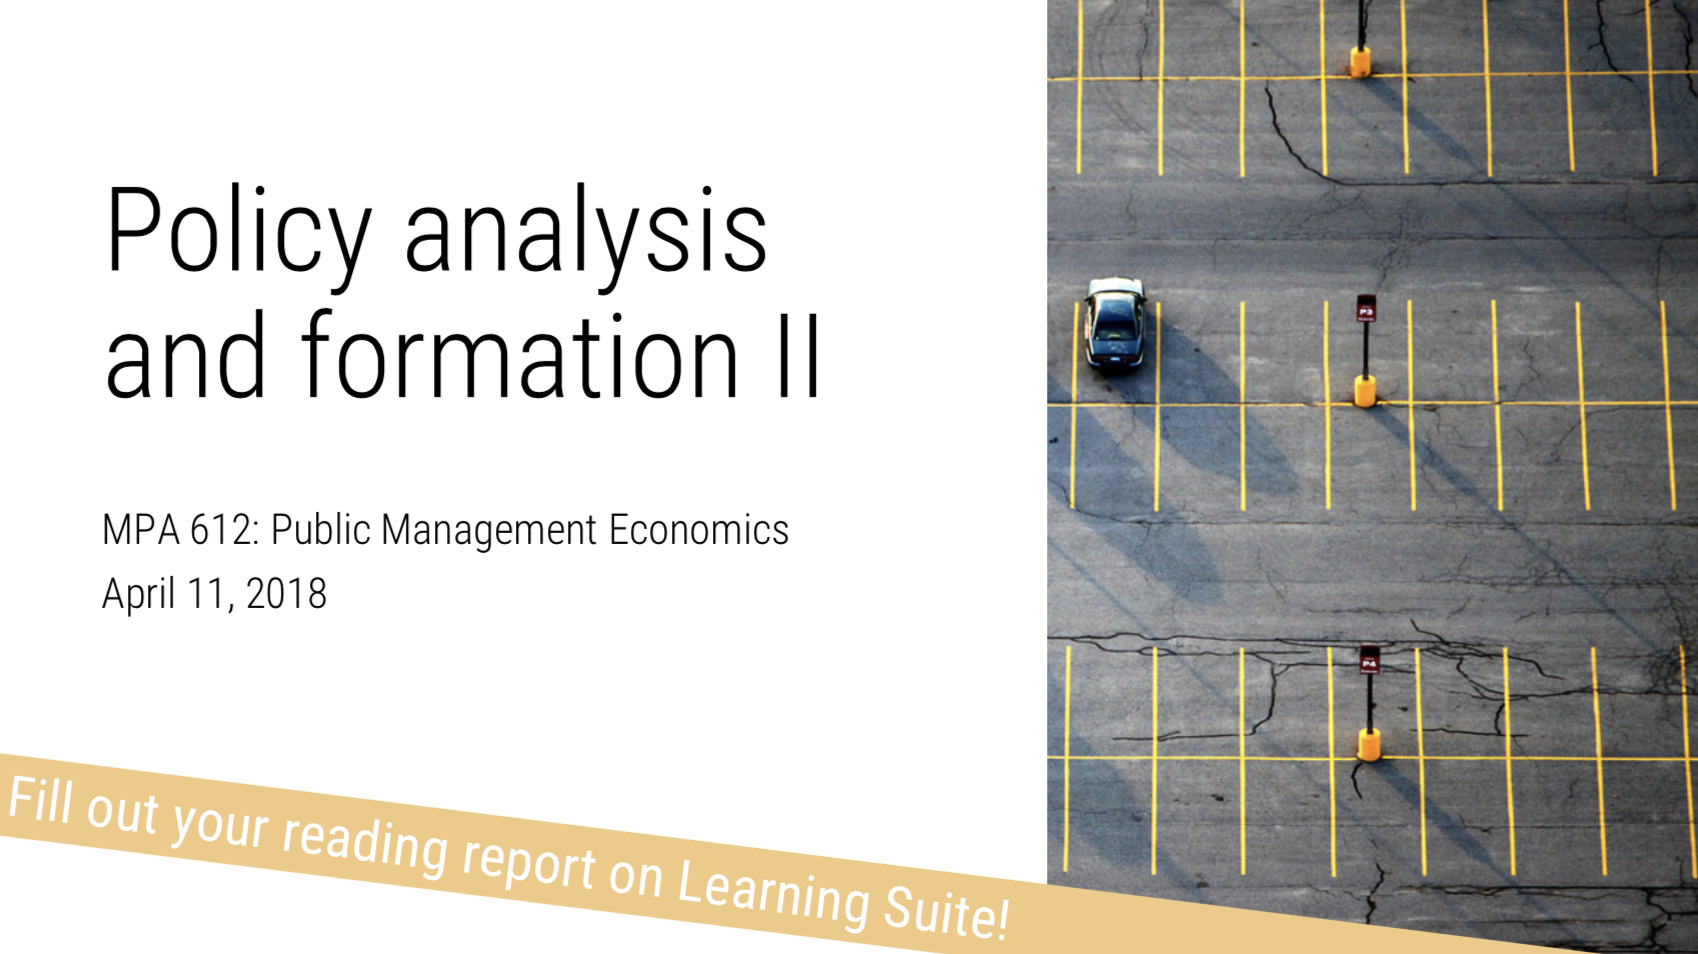 Policy analysis
and formation II
MPA 612: Public Management Economics
April 11, 2018
Fill out your reading report on Learning Suite!
P3
P4